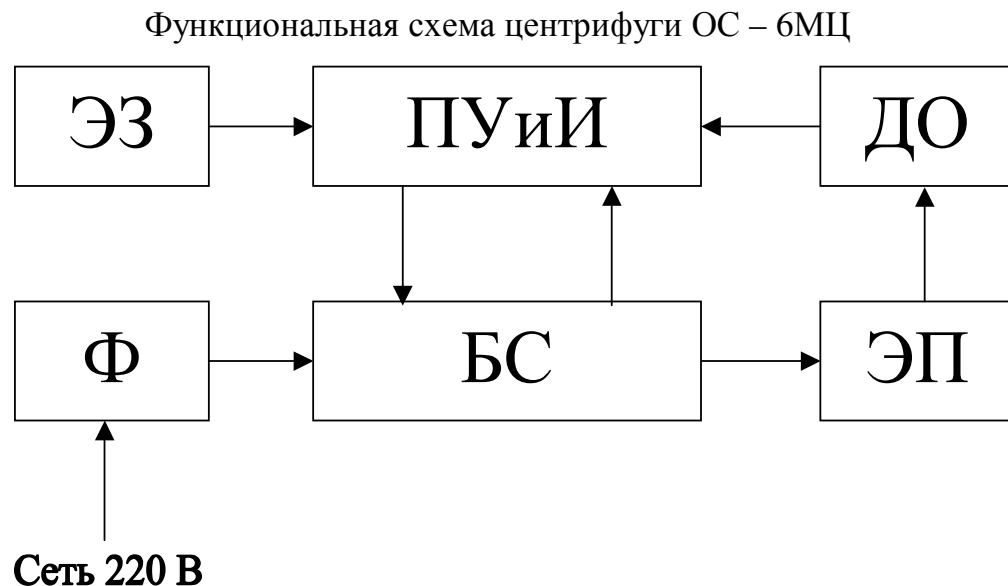 Функциональная схема центрифуги ОС – 6МЦ
ЭЗ
ПУиИ
ДО
Ф
БС
ЭП
Сеть 220 В